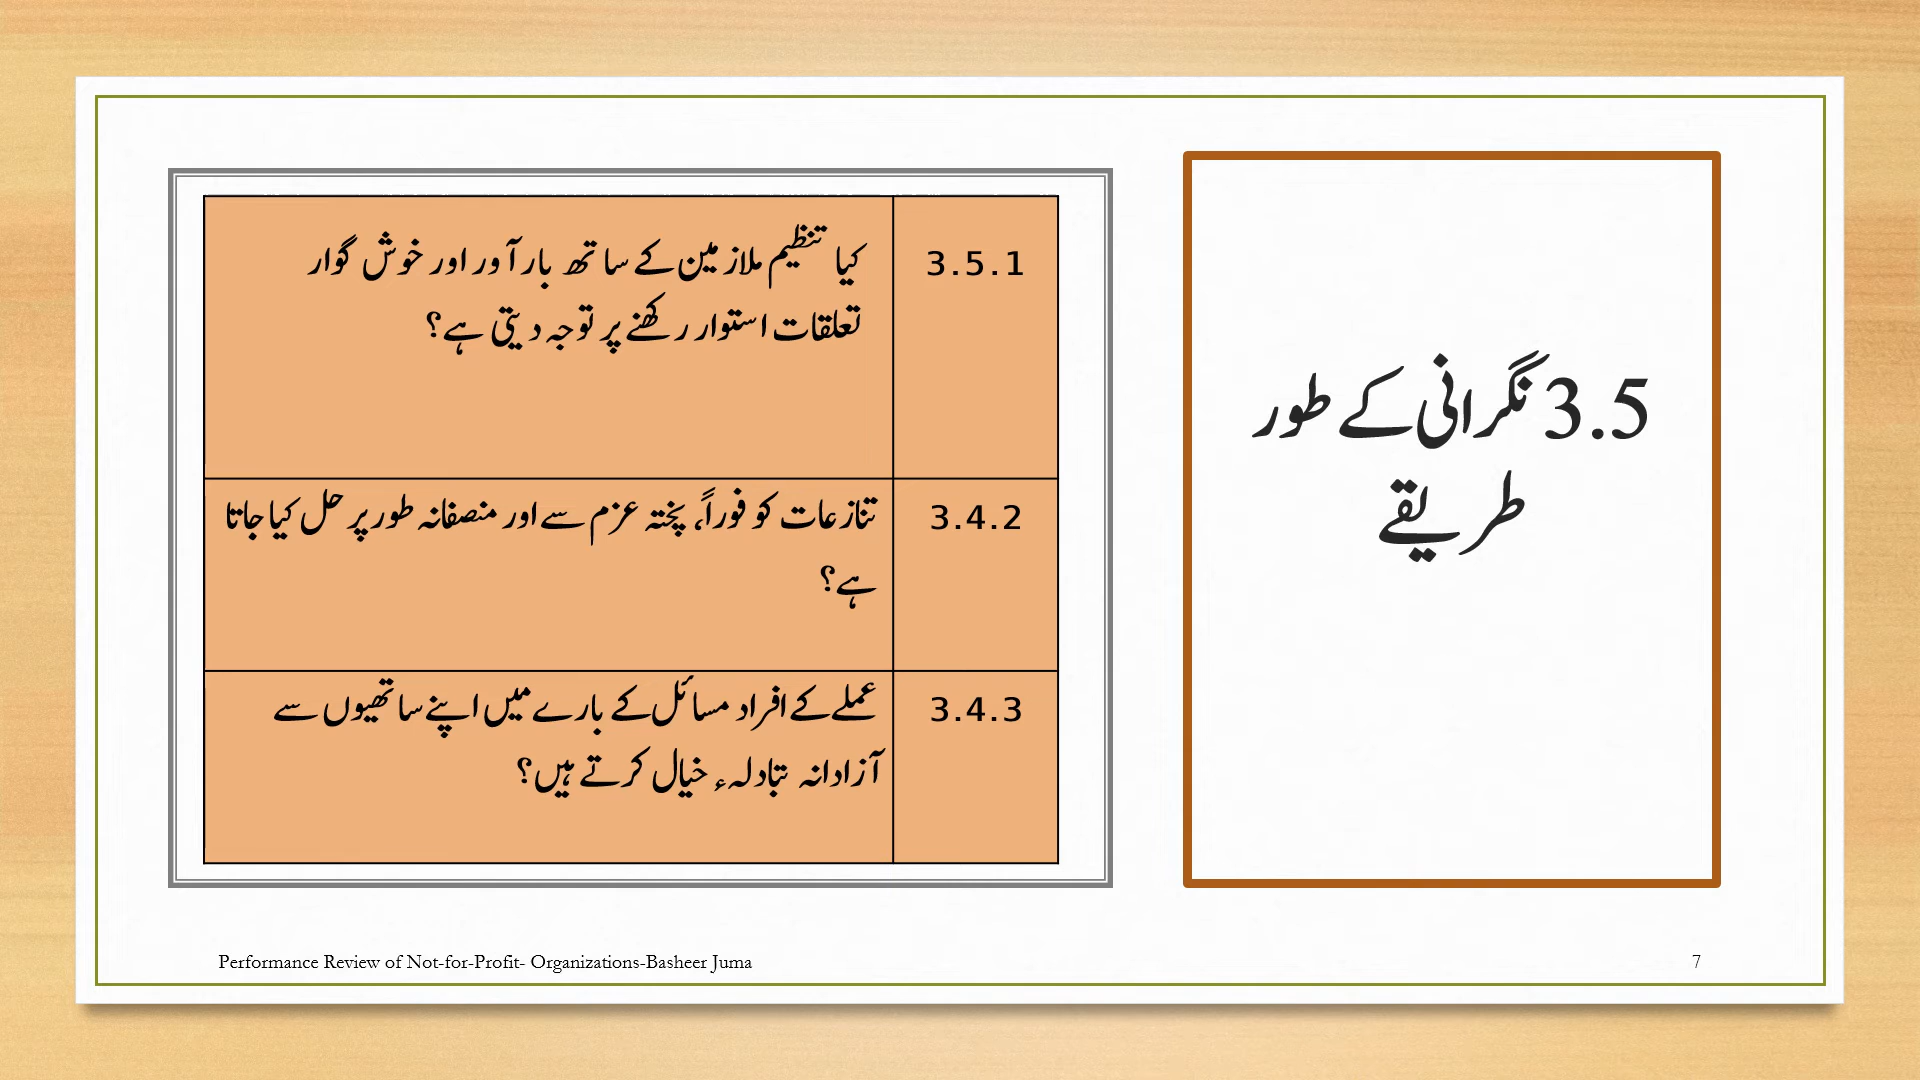 3.5 نگرانی کے طور
طریقے
3.5.1
کیا تنظیم ملازمین کے ساتھ بار آور اور خوش گوار
تعلقات استوار رکھنے پر توجہ دیتی ہے؟
3.4.2
تنازعات کو فوراً، پختہ عزم سے اور منصفانہ طور پر حل کیا جاتا
ہے؟
3.4.3
عملے کے افراد مسائل کے بارے میں اپنے ساتھیوں سے
آزادانہ تبادلہء خیال کرتے ہیں؟
Performance Review of Not-for-Profit- Organizations-Basheer Juma
7